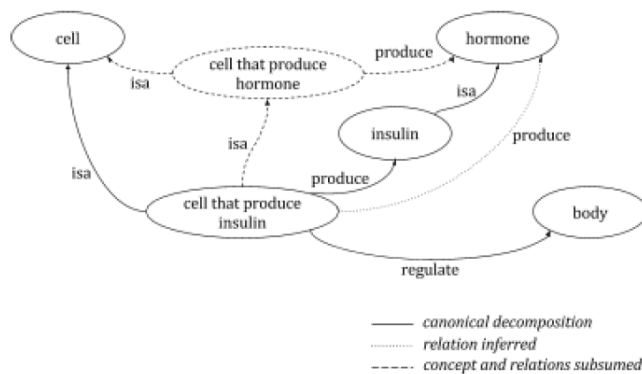 cell
hormone
produce
cell that produce
hormone
isa
isa
insulin
isa
produce
isa
produce
cell that produce
insulin
body
regulate
canonical decomposition
relation inferred
concept and relations subsumed